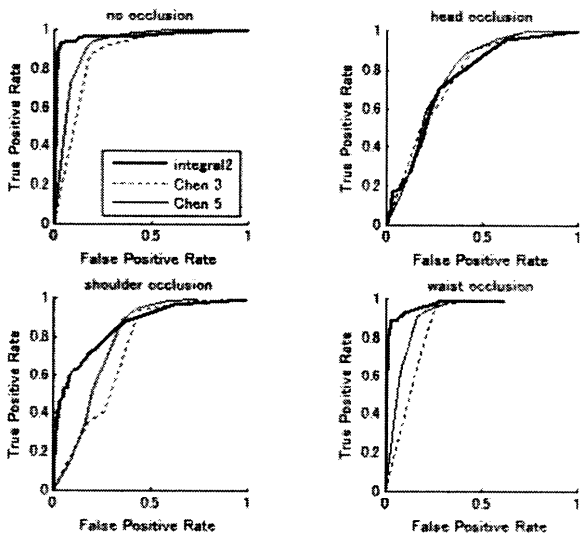 no occlusion
1
0.8
0.6
0.4
0.2
0
0
0.5
1
True Positive Rate
False Positive Rate
integral2
Chen 3
Chen 5
head occlusion
1
0.8
0.6
0.4
0.2
0
0.5
1
True Positive Rate
False Positive Rate
shoulder occlusion
1
0.8
0.6
0.4
0.2
0
0
0.5
1
True Positive Rate
False Positive Rate
waist occlusion
1
0.8
0.6
0.4
0.2
0
0
0.5
1
True Positive Rate
False Positive Rate